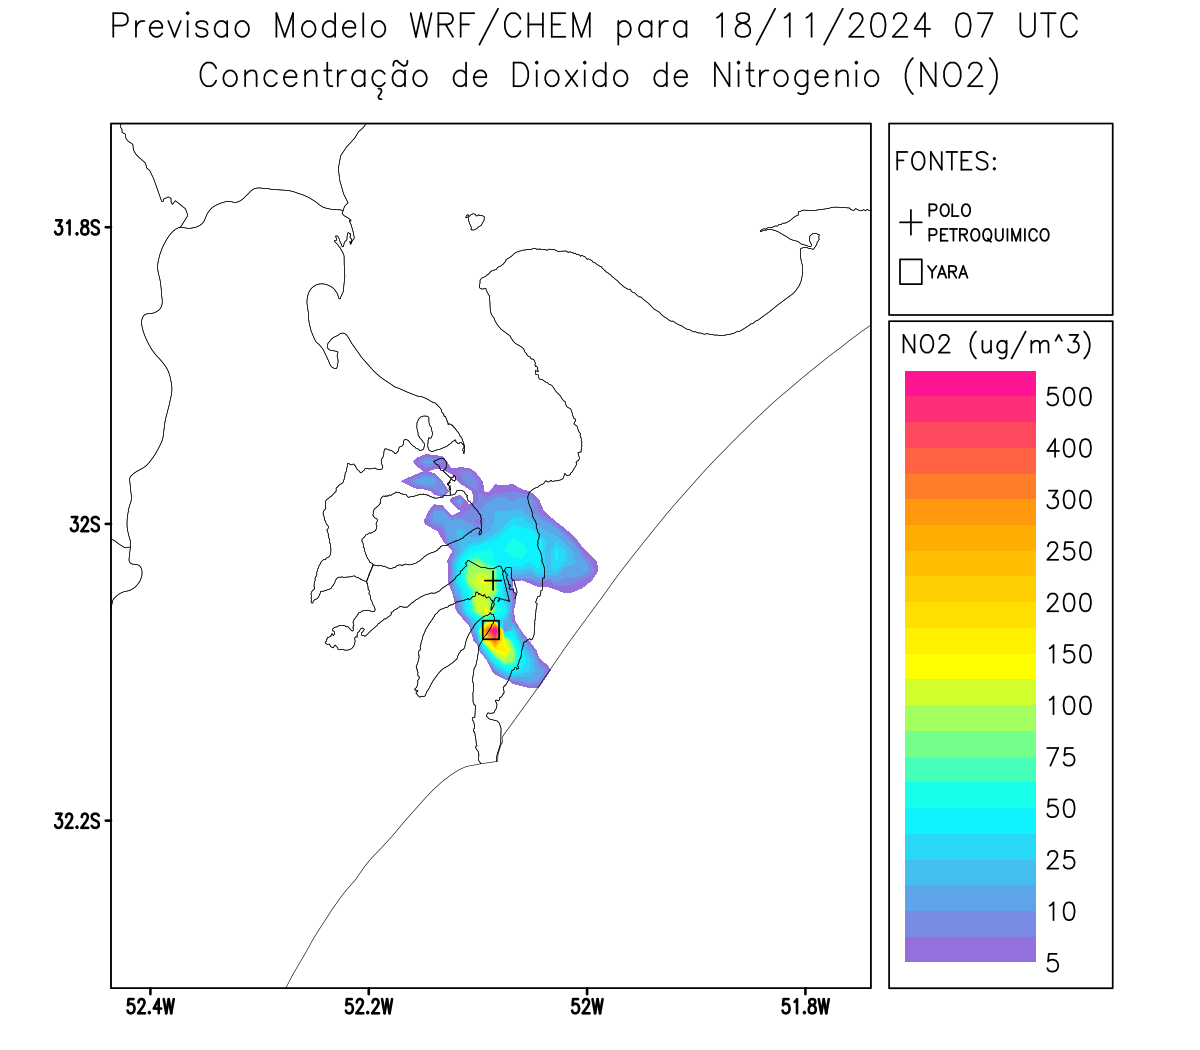 Previsao Modelo WRF/CHEM para 18/11/2024 07 UTC
Concentração de Dioxido de Nitrogenio (NO2)
FONTES:
POLO
PETROQUIMICO
YARA
31.8S
32S
32.2S
52.4W
52.2W
52W
51.8W
NO2 (ug/m^3)
500
400
300
250
200
150
100
75
50
25
10
5